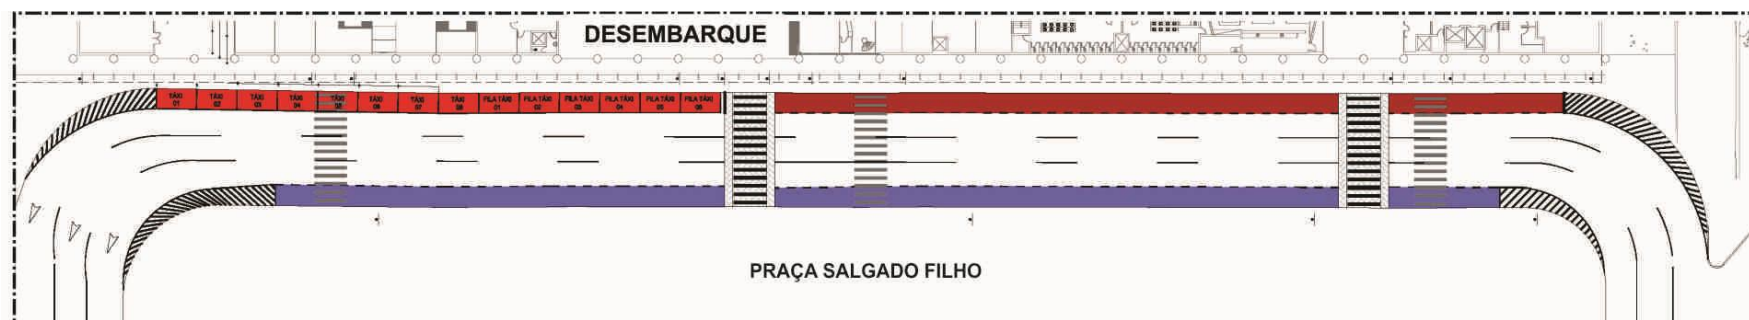 DESEMBARQUE
TÁXI 01
TÁXI 02
TÁXI 03
TÁXI 04
TÁXI 05
TÁXI 06
TÁXI 07
TÁXI 08
FILA TÁXI 01
FILA TÁXI 02
FILA TÁXI 03
FILA TÁXI 04
FILA TÁXI 05
FILA TÁXI 06
PRAÇA SALGADO FILHO